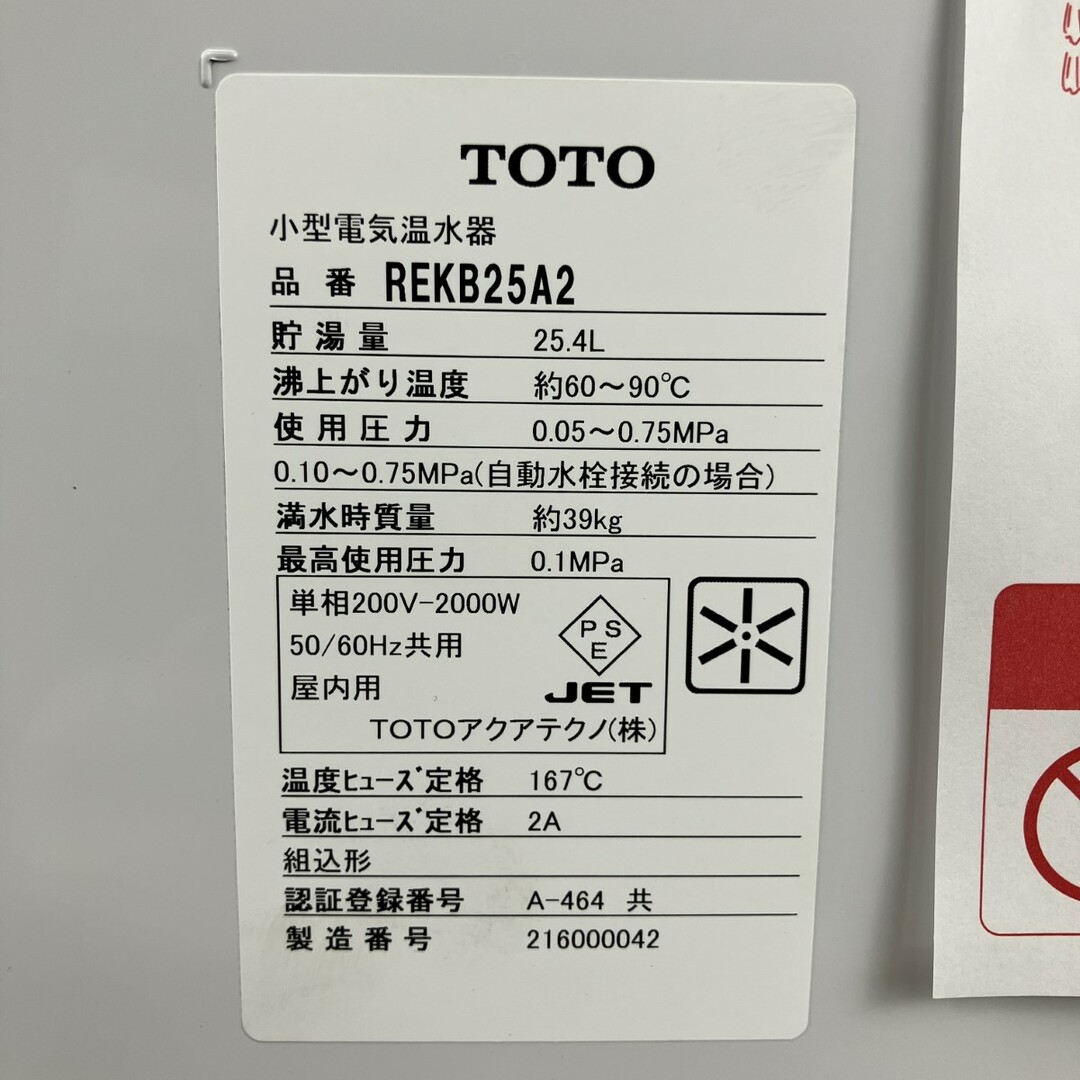 TOTO
小型電気温水器
品番 REKB25A2
貯湯量 25.4L
沸上がり温度 約60～90℃
使用圧力 0.05～0.75MPa
0.10～0.75MPa(自動水栓接続の場合)
満水時質量 約39kg
最高使用圧力 0.1MPa
単相200V-2000W
50/60Hz共用
屋内用
PS
E
JET
TOTOアクアテクノ(株)
温度ﾋｭｰｽﾞ定格 167℃
電流ﾋｭｰｽﾞ定格 2A
組込形
認証登録番号 A-464 共
製造番号 216000042